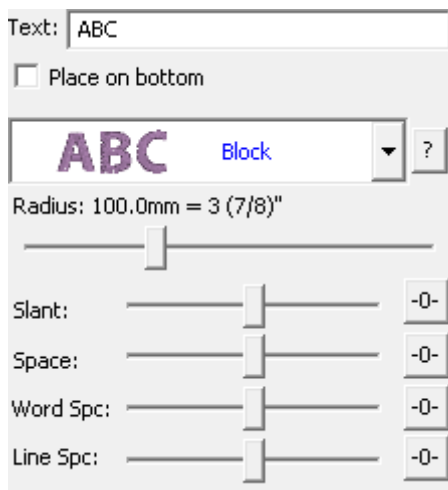 Text: ABC
Place on bottom
ABC Block ?
Radius: 100.0mm = 3 (7/8)"
Slant: -0-
Space: -0-
Word Spc: -0-
Line Spc: -0-